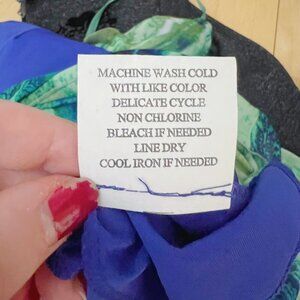 MACHINE WASH COLD
WITH LIKE COLOR
DELICATE CYCLE
NON CHLORINE
BLEACH IF NEEDED
LINE DRY
COOL IRON IF NEEDED